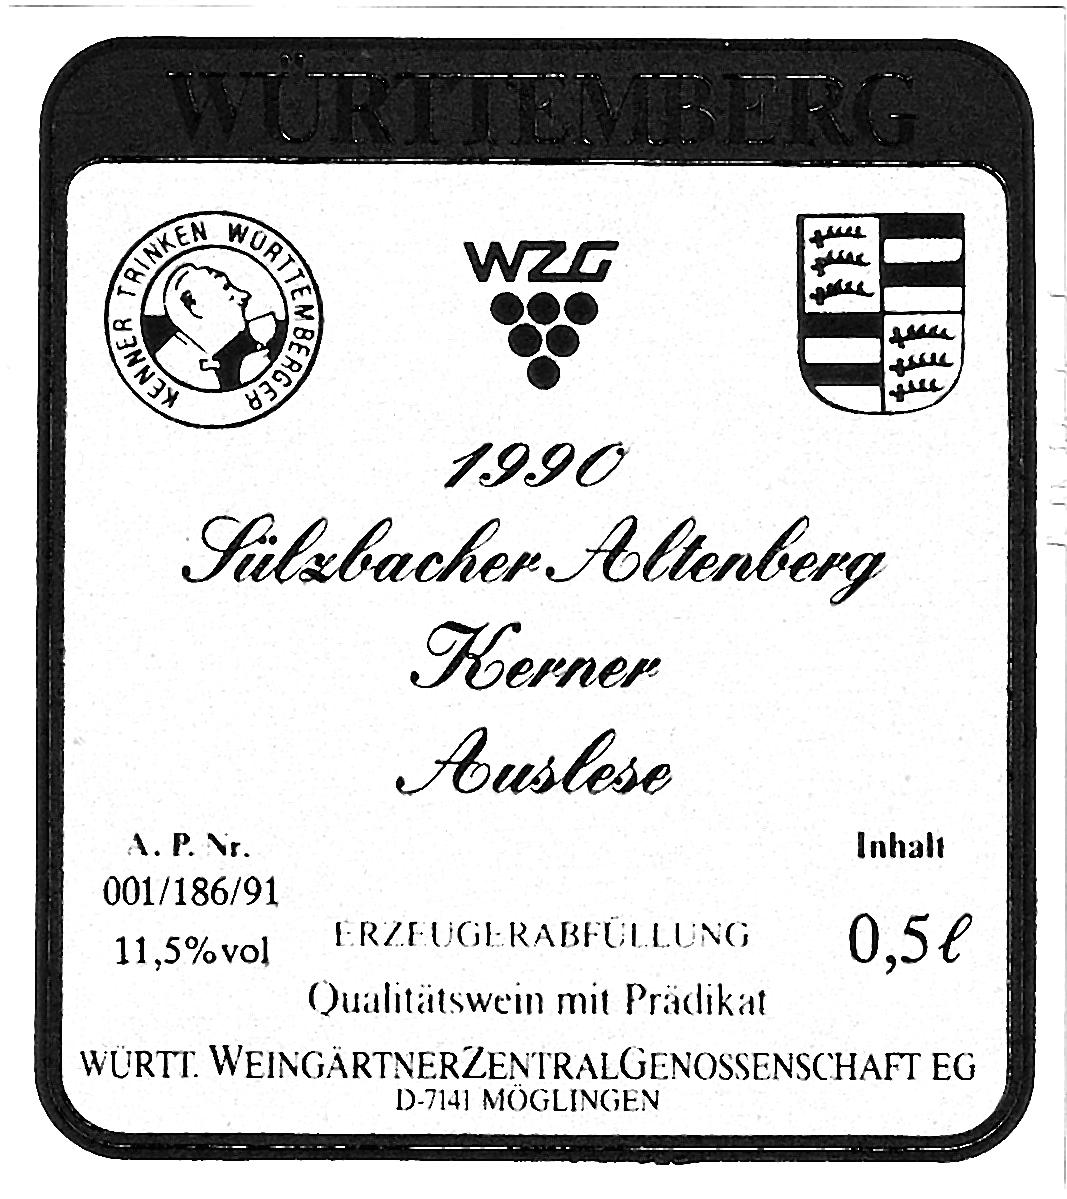 WÜRTTEMBERG
KENNER TRINKEN WÜRTTEMBERGER
WZG
1990
Sülzbacher Altenberg
Kerner
Auslese
A. P. Nr.
001/186/91
11,5% vol
Inhalt
0,5 ℓ
ERZEUGERABFÜLLUNG
Qualitätswein mit Prädikat
WÜRTT. WEINGÄRTNERZENTRALGENOSSENSCHAFT EG
D-7141 MÖGLINGEN